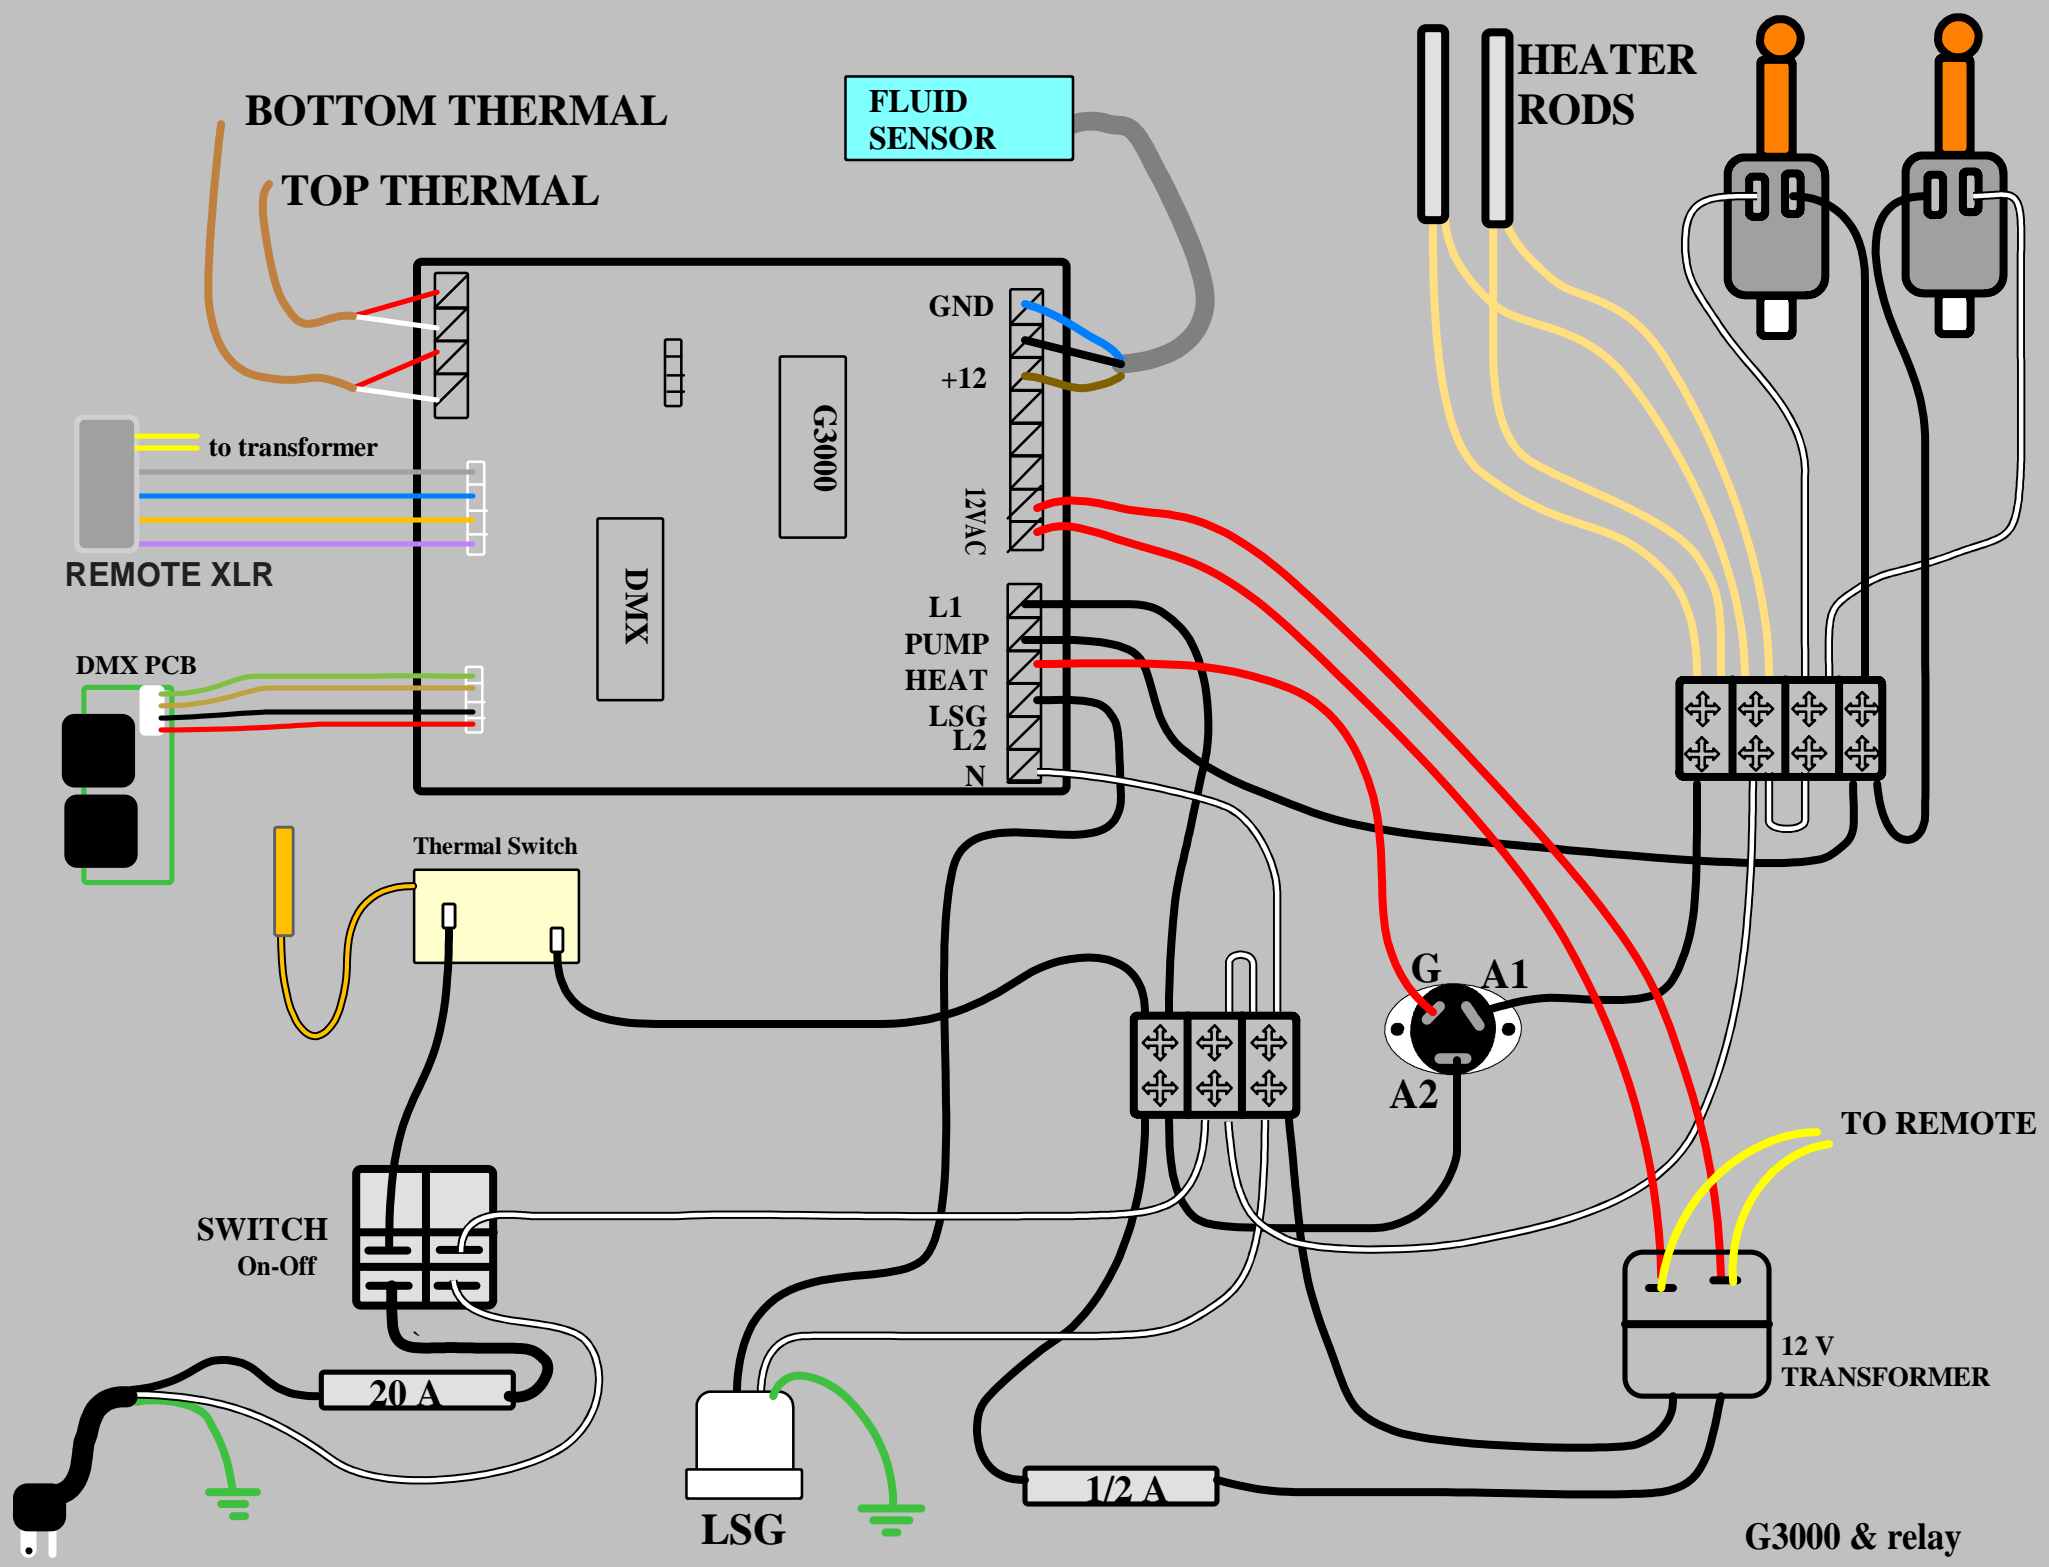 HEATER
RODS
BOTTOM THERMAL
TOP THERMAL
FLUID
SENSOR
GND
+12
G3000
12VAC
to transformer
REMOTE XLR
DMX
L1
PUMP
HEAT
LSG
L2
N
DMX PCB
Thermal Switch
G
A1
A2
TO REMOTE
SWITCH
On-Off
`
12 V
TRANSFORMER
20 A
1/2 A
LSG
G3000 & relay